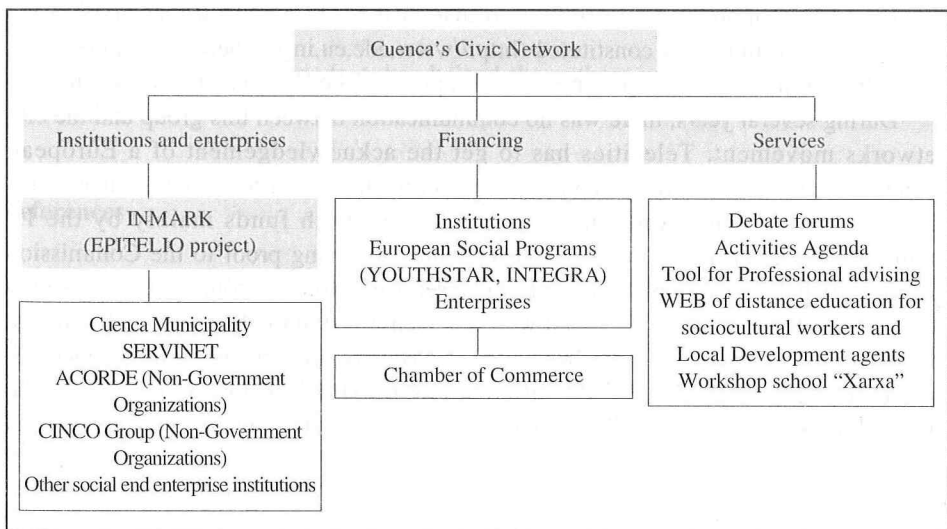 Cuenca's Civic Network
Institutions and enterprises
INMARK
(EPITELIO project)
Cuenca Municipality
SERVINET
ACORDE (Non-Government
Organizations)
CINCO Group (Non-Government
Organizations)
Other social end enterprise institutions
Financing
Institutions
European Social Programs
(YOUTHSTAR, INTEGRA)
Enterprises
Chamber of Commerce
Services
Debate forums
Activities Agenda
Tool for Professional advising
WEB of distance education for
sociocultural workers and
Local Development agents
Workshop school “Xarxa”